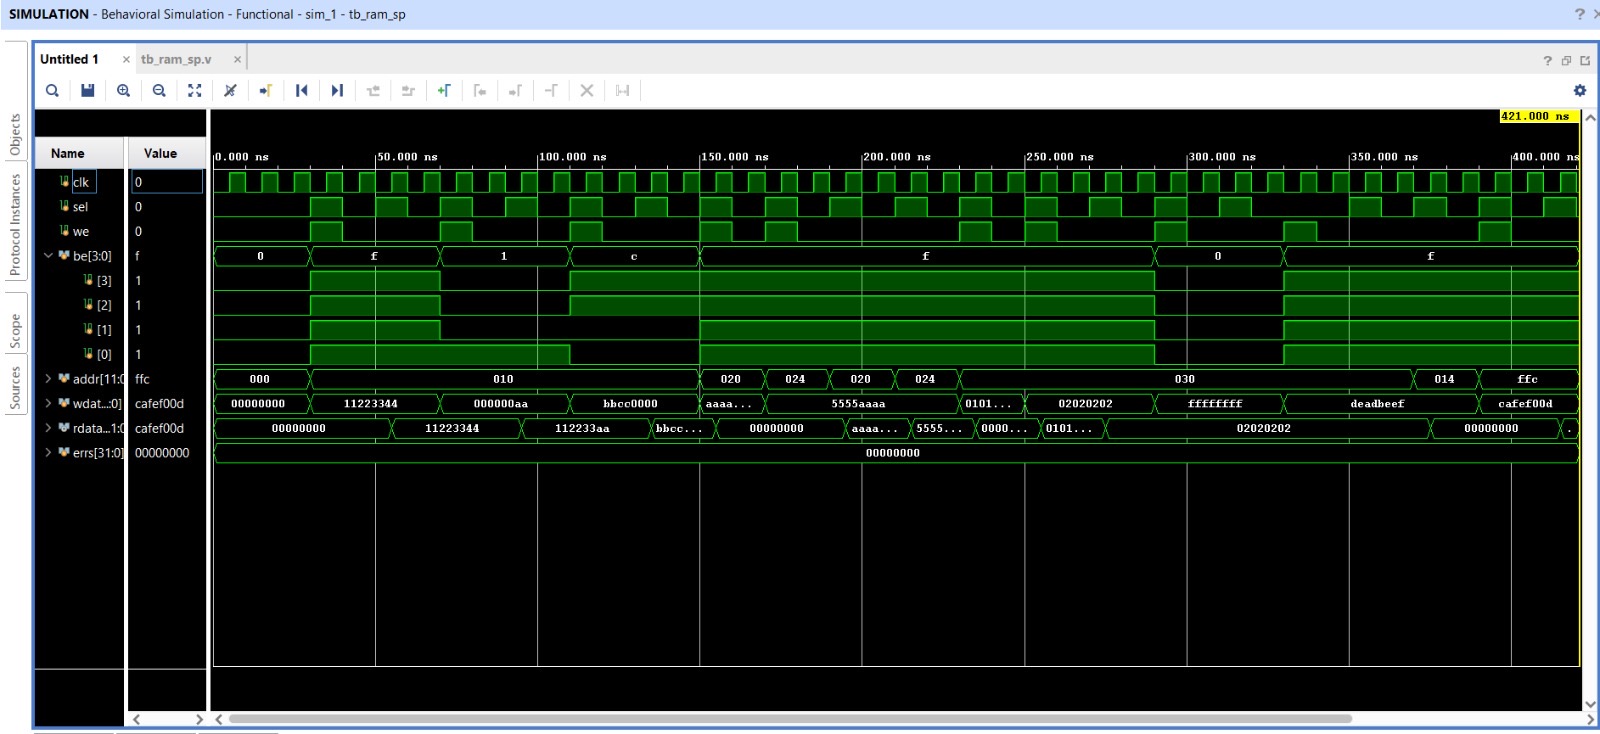 SIMULATION - Behavioral Simulation - Functional - sim_1 - tb_ram_sp ? ×
Untitled 1 × tb_ram_sp.v × ?
Objects
Protocol Instances
Scope
Sources
421.000 ns
Name Value 0.000 ns 50.000 ns 100.000 ns 150.000 ns 200.000 ns 250.000 ns 300.000 ns 350.000 ns 400.000 ns
clk 0
sel 0
we 0
be[3:0] f 0 f 1 c f 0 f
[3] 1
[2] 1
[1] 1
[0] 1
addr[11:0 ffc 000 010 020 024 020 024 030 014 ffc
wdat...:0] cafef00d 00000000 11223344 000000aa bbcc0000 aaaa... 5555aaaa 0101... 02020202 ffffffff deadbeef cafef00d
rdata...1:0 cafef00d 00000000 11223344 112233aa bbcc... 00000000 aaaa... 5555... 0000... 0101... 02020202 00000000 .
errs[31:0] 00000000 00000000